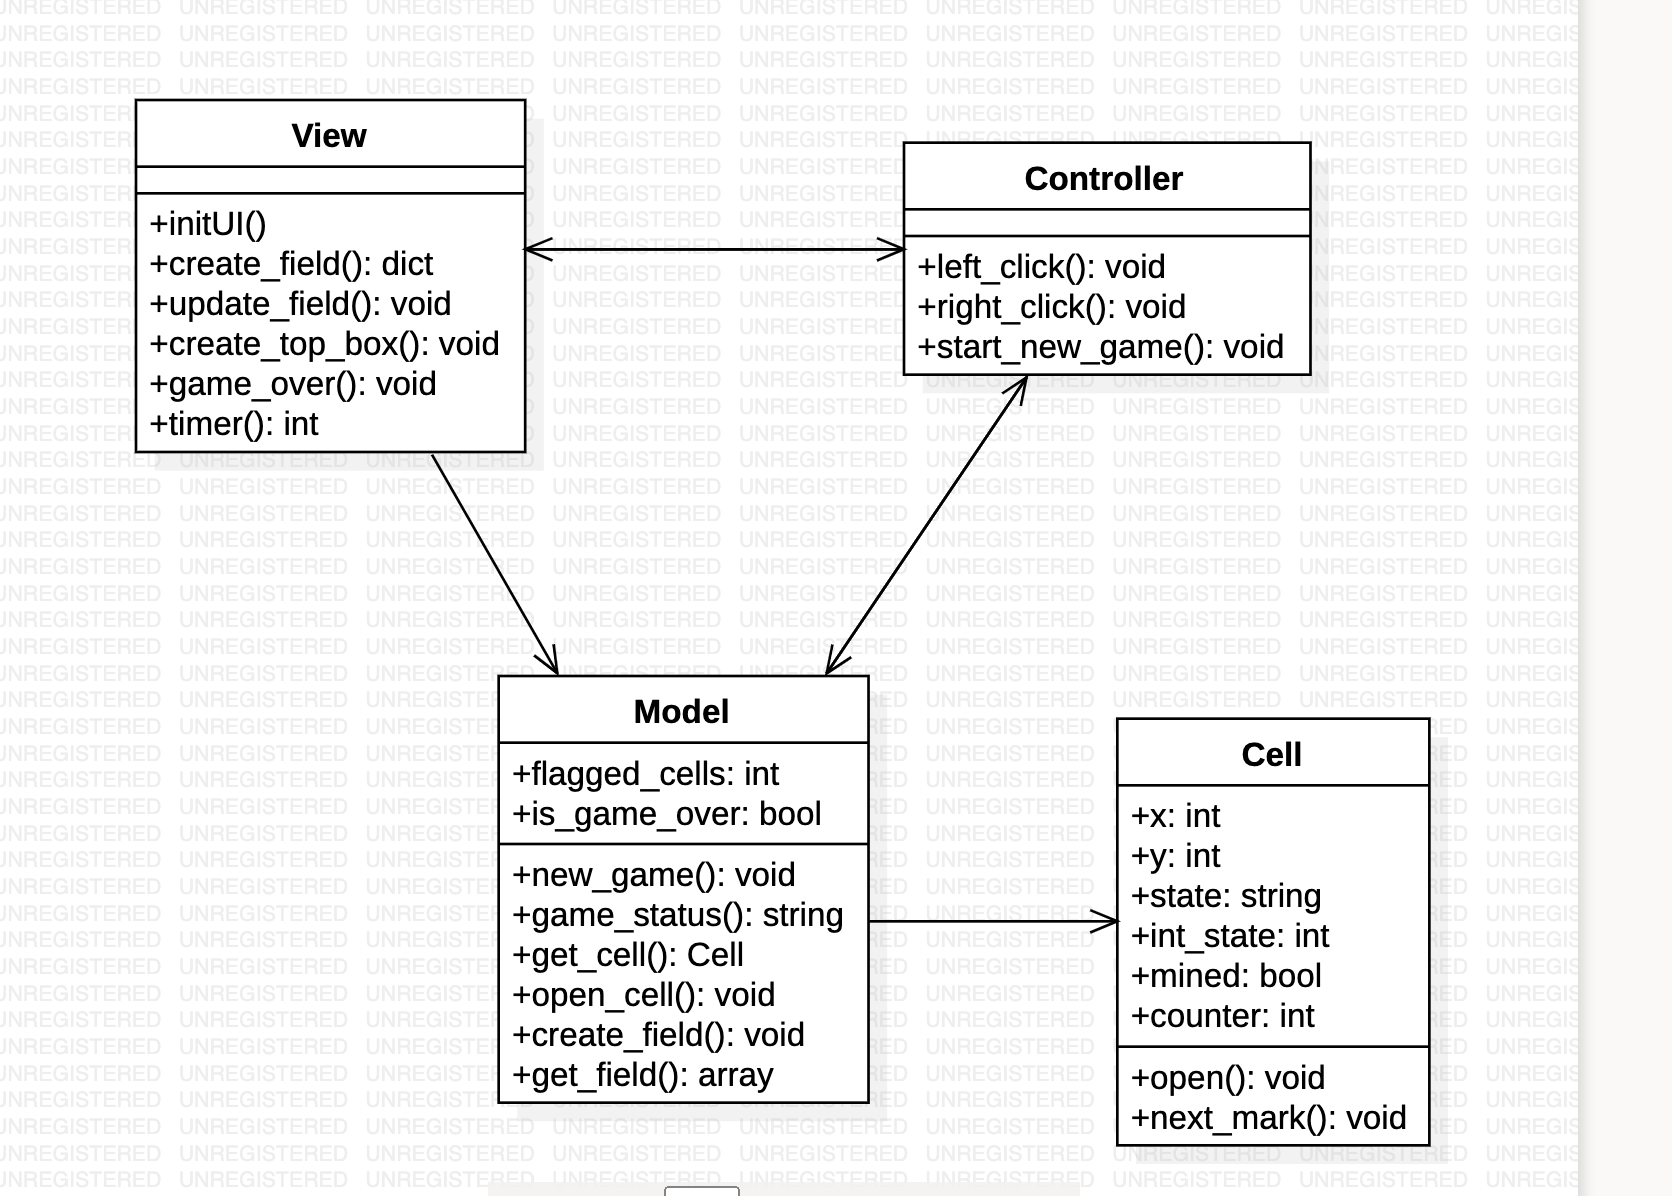 View
+initUI()
+create_field(): dict
+update_field(): void
+create_top_box(): void
+game_over(): void
+timer(): int
Controller
+left_click(): void
+right_click(): void
+start_new_game(): void
Model
+flagged_cells: int
+is_game_over: bool
+new_game(): void
+game_status(): string
+get_cell(): Cell
+open_cell(): void
+create_field(): void
+get_field(): array
Cell
+x: int
+y: int
+state: string
+int_state: int
+mined: bool
+counter: int
+open(): void
+next_mark(): void
UNREGISTERED